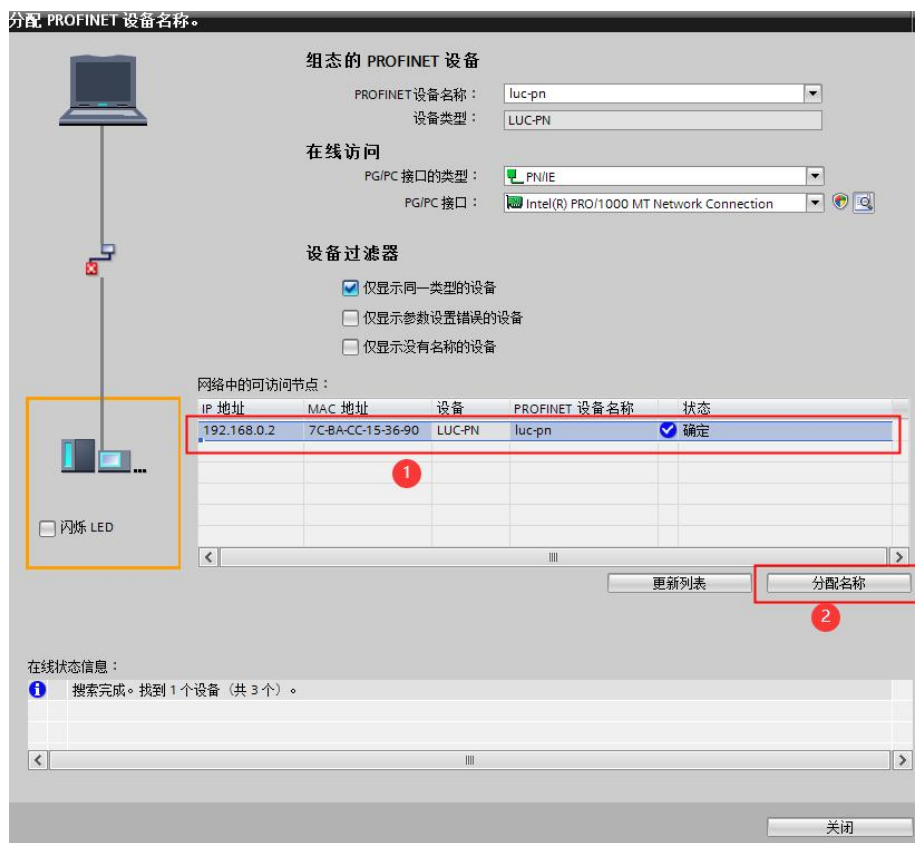 分配 PROFINET 设备名称。
组态的 PROFINET 设备
PROFINET设备名称： luc-pn
设备类型： LUC-PN
在线访问
PG/PC 接口的类型： PN/IE
PG/PC 接口： Intel(R) PRO/1000 MT Network Connection
设备过滤器
仅显示同一类型的设备
仅显示参数设置错误的设备
仅显示没有名称的设备
网络中的可访问节点：
IP 地址 MAC 地址 设备 PROFINET 设备名称 状态
192.168.0.2 7C-BA-CC-15-36-90 LUC-PN luc-pn 确定
1
闪烁 LED
更新列表 分配名称
2
在线状态信息：
搜索完成。找到 1 个设备（共 3 个）。
关闭